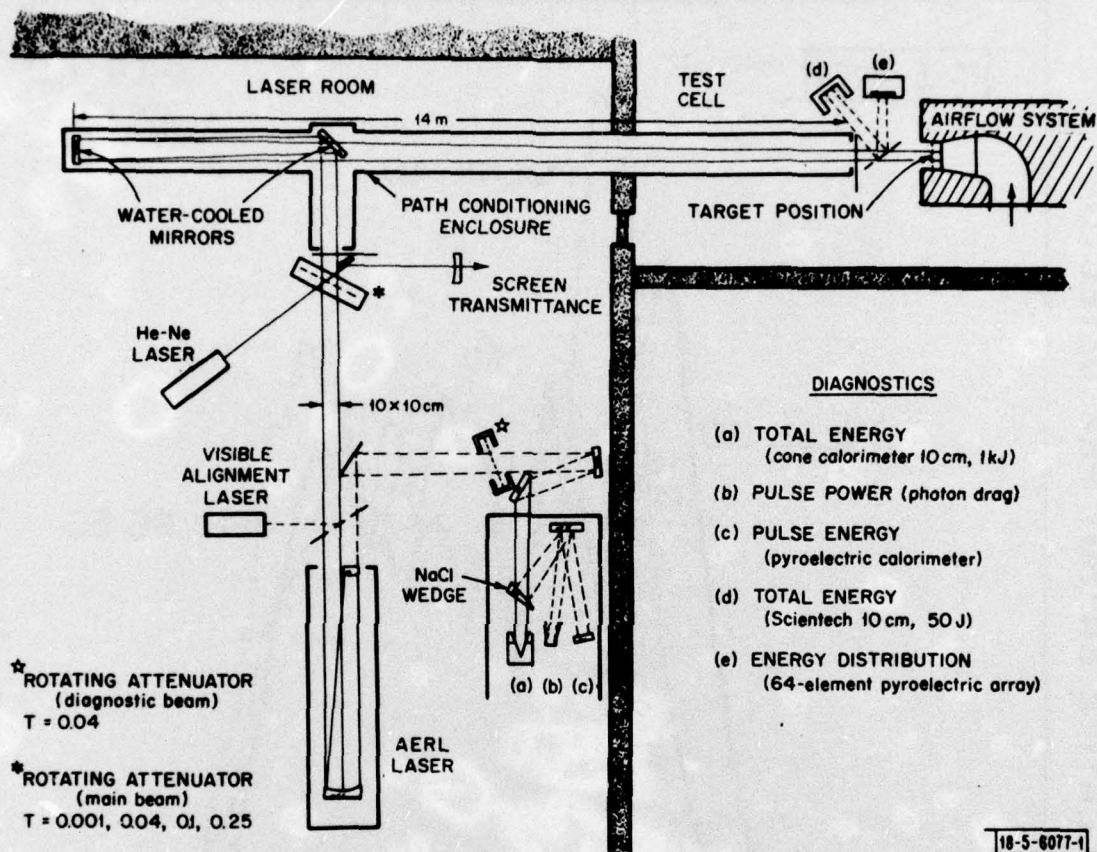 LASER ROOM
TEST
CELL
(d)
(e)
14 m
AIRFLOW SYSTEM
WATER-COOLED
MIRRORS
PATH CONDITIONING
ENCLOSURE
TARGET POSITION
*
SCREEN
TRANSMITTANCE
He-Ne
LASER
10 × 10 cm
☆
VISIBLE
ALIGNMENT
LASER
NaCl
WEDGE
(a) (b) (c)
AERL
LASER
DIAGNOSTICS
(a) TOTAL ENERGY
(cone calorimeter 10 cm, 1 kJ)
(b) PULSE POWER (photon drag)
(c) PULSE ENERGY
(pyroelectric calorimeter)
(d) TOTAL ENERGY
(Scientech 10 cm, 50 J)
(e) ENERGY DISTRIBUTION
(64-element pyroelectric array)
☆ROTATING ATTENUATOR
(diagnostic beam)
T = 0.04
*ROTATING ATTENUATOR
(main beam)
T = 0.001, 0.04, 0.1, 0.25
18-5-6077-1